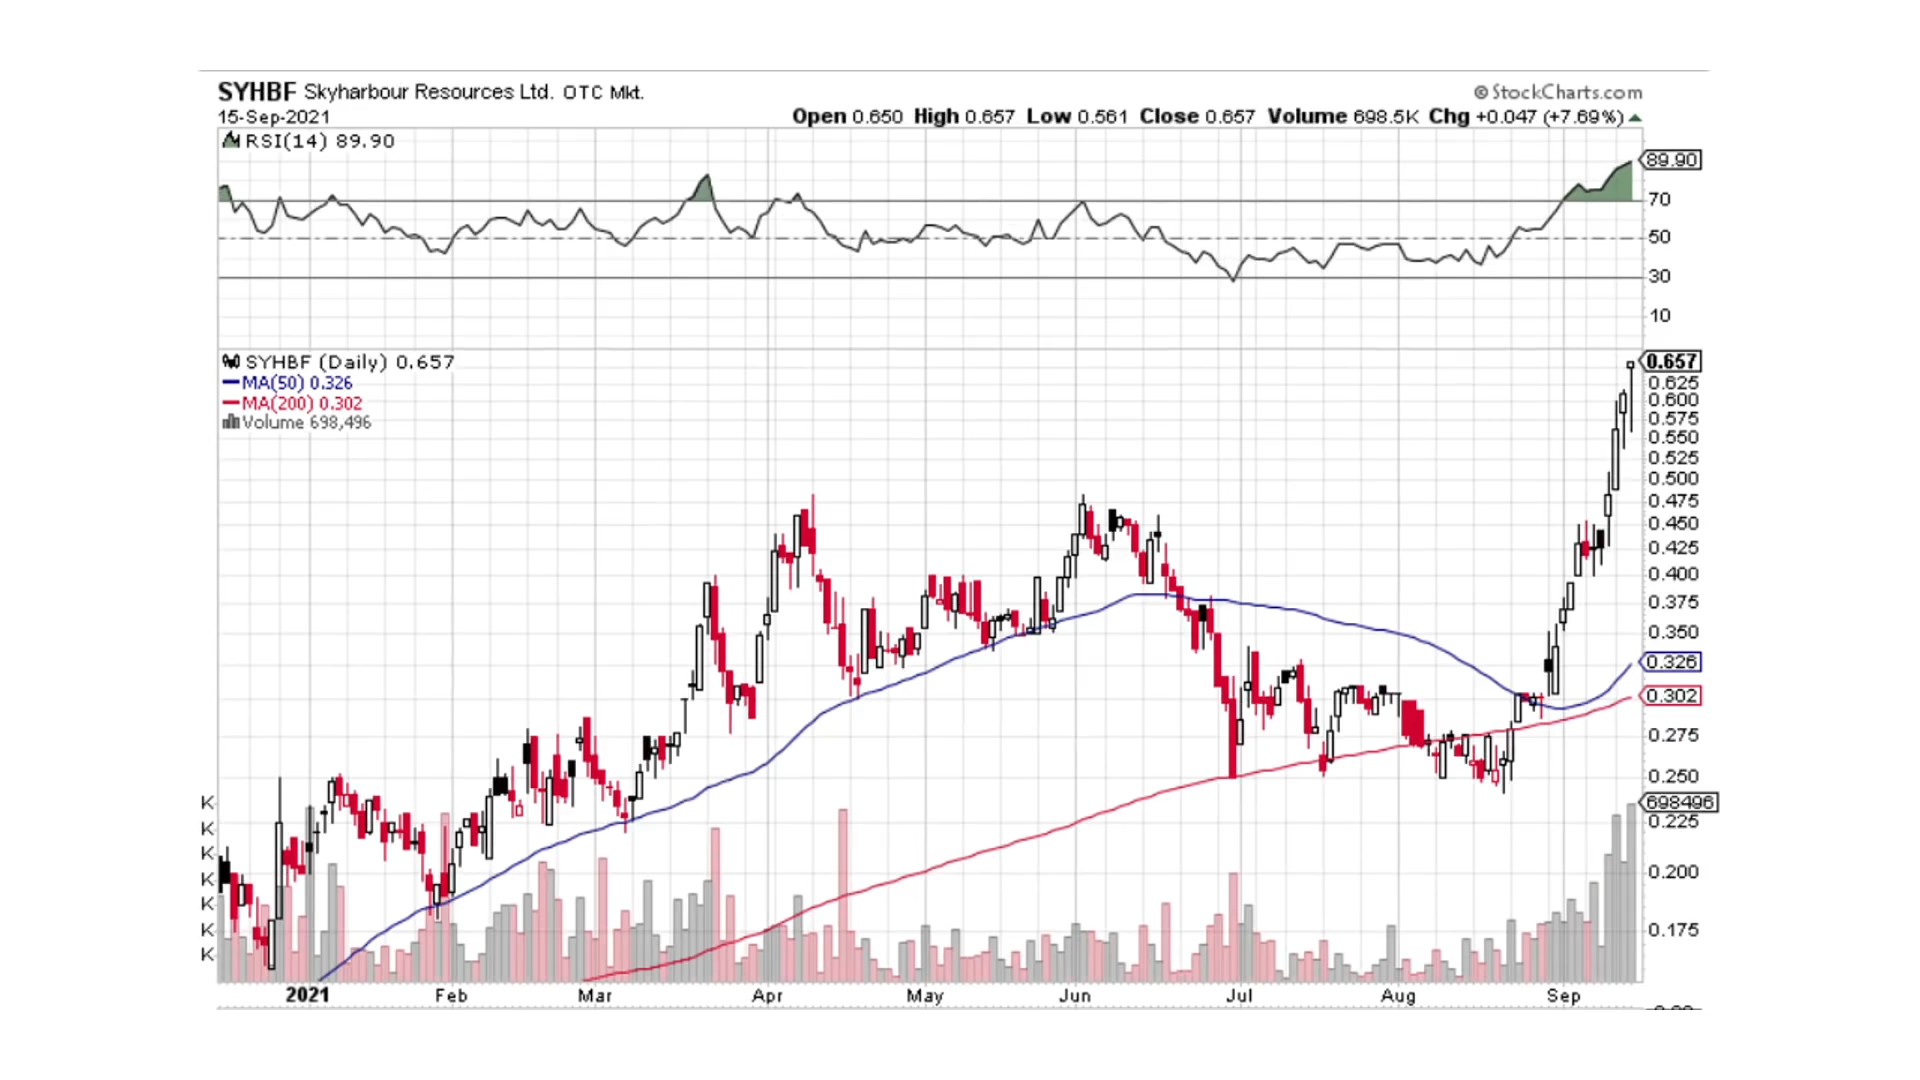 SYHBF Skyharbour Resources Ltd. OTC Mkt.
© StockCharts.com
15-Sep-2021
Open 0.650 High 0.657 Low 0.561 Close 0.657 Volume 698.5K Chg +0.047 (+7.69%)
RSI(14) 89.90
89.90
70
50
30
10
SYHBF (Daily) 0.657
MA(50) 0.326
MA(200) 0.302
Volume 698,496
0.657
0.625
0.600
0.575
0.550
0.525
0.500
0.475
0.450
0.425
0.400
0.375
0.350
0.326
0.302
0.275
0.250
698496
0.225
0.200
0.175
K
K
K
K
K
K
K
2021 Feb Mar Apr May Jun Jul Aug Sep